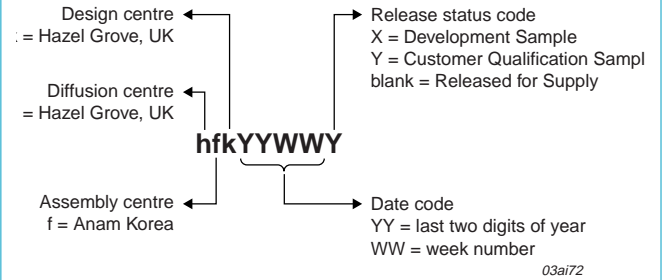 Design centre
: = Hazel Grove, UK
Diffusion centre
= Hazel Grove, UK
hfkYYWWY
Assembly centre
f = Anam Korea
Release status code
X = Development Sample
Y = Customer Qualification Sampl
blank = Released for Supply
Date code
YY = last two digits of year
WW = week number
03ai72